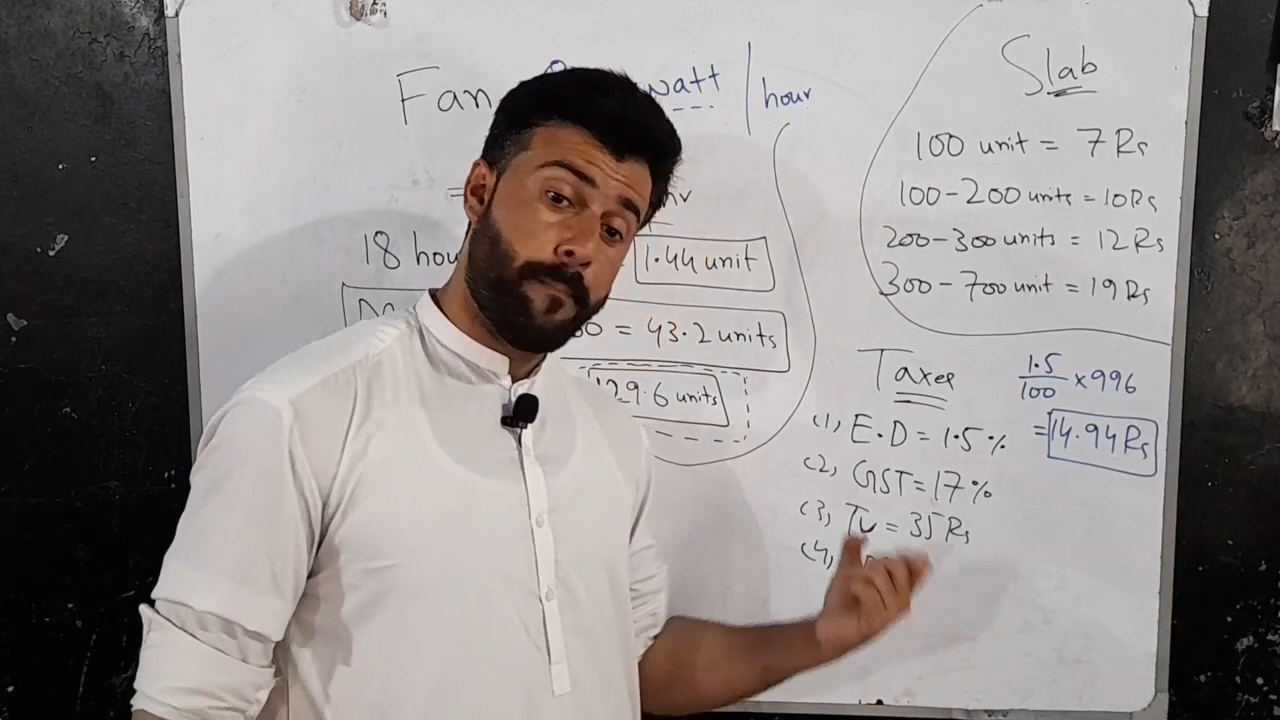 Fan watt / hour
18 hou 1.44 unit
= 43.2 units
129.6 units
Slab
100 unit = 7 Rs
100-200 units = 10Rs
200-300 units = 12 Rs
300-700 unit = 19 Rs
Taxes
(1) E.D = 1.5%
(2) GST = 17%
(3) TV = 35 Rs
(4)
1.5/100 × 996
= 14.94 Rs